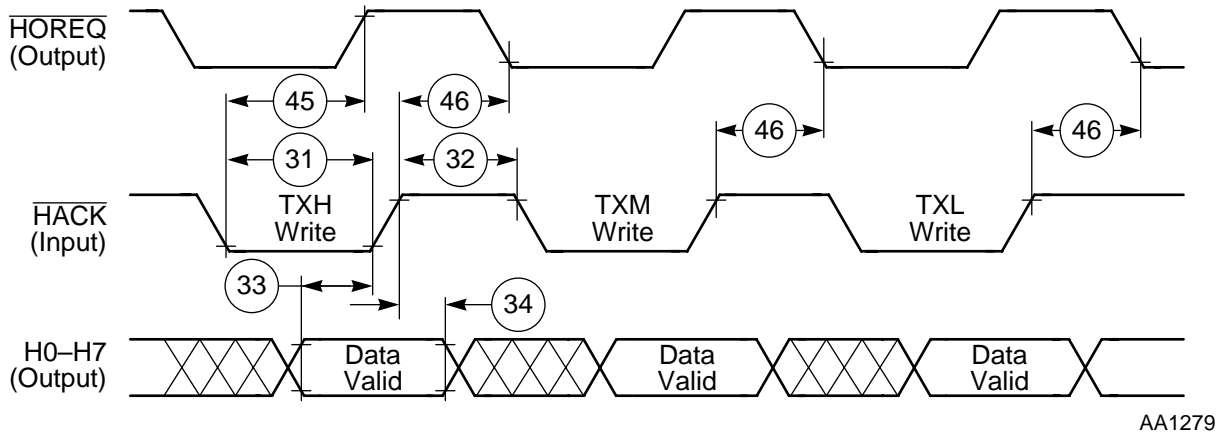 HOREQ
(Output)
45
46
46
46
31
32
HACK
(Input)
TXH
Write
TXM
Write
TXL
Write
33
34
H0–H7
(Output)
Data
Valid
Data
Valid
Data
Valid
AA1279